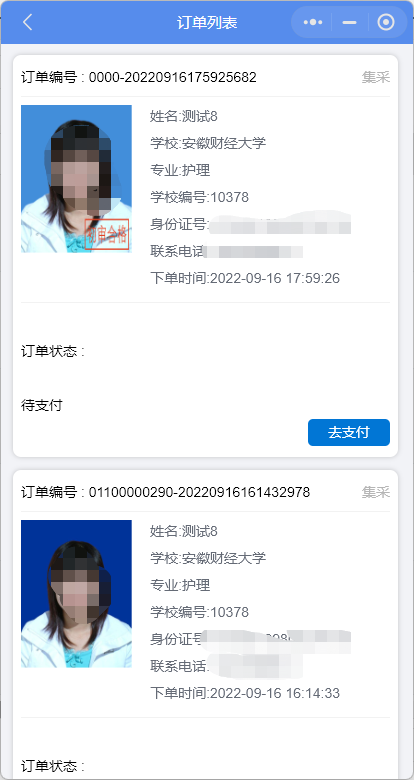 订单列表
订单编号 : 0000-20220916175925682
集采
初审合格
姓名:测试8
学校:安徽财经大学
专业:护理
学校编号:10378
身份证号:
联系电话
下单时间:2022-09-16 17:59:26
订单状态 :
待支付
去支付
订单编号 : 01100000290-20220916161432978
集采
姓名:测试8
学校:安徽财经大学
专业:护理
学校编号:10378
身份证号
联系电话:
下单时间:2022-09-16 16:14:33
订单状态 :